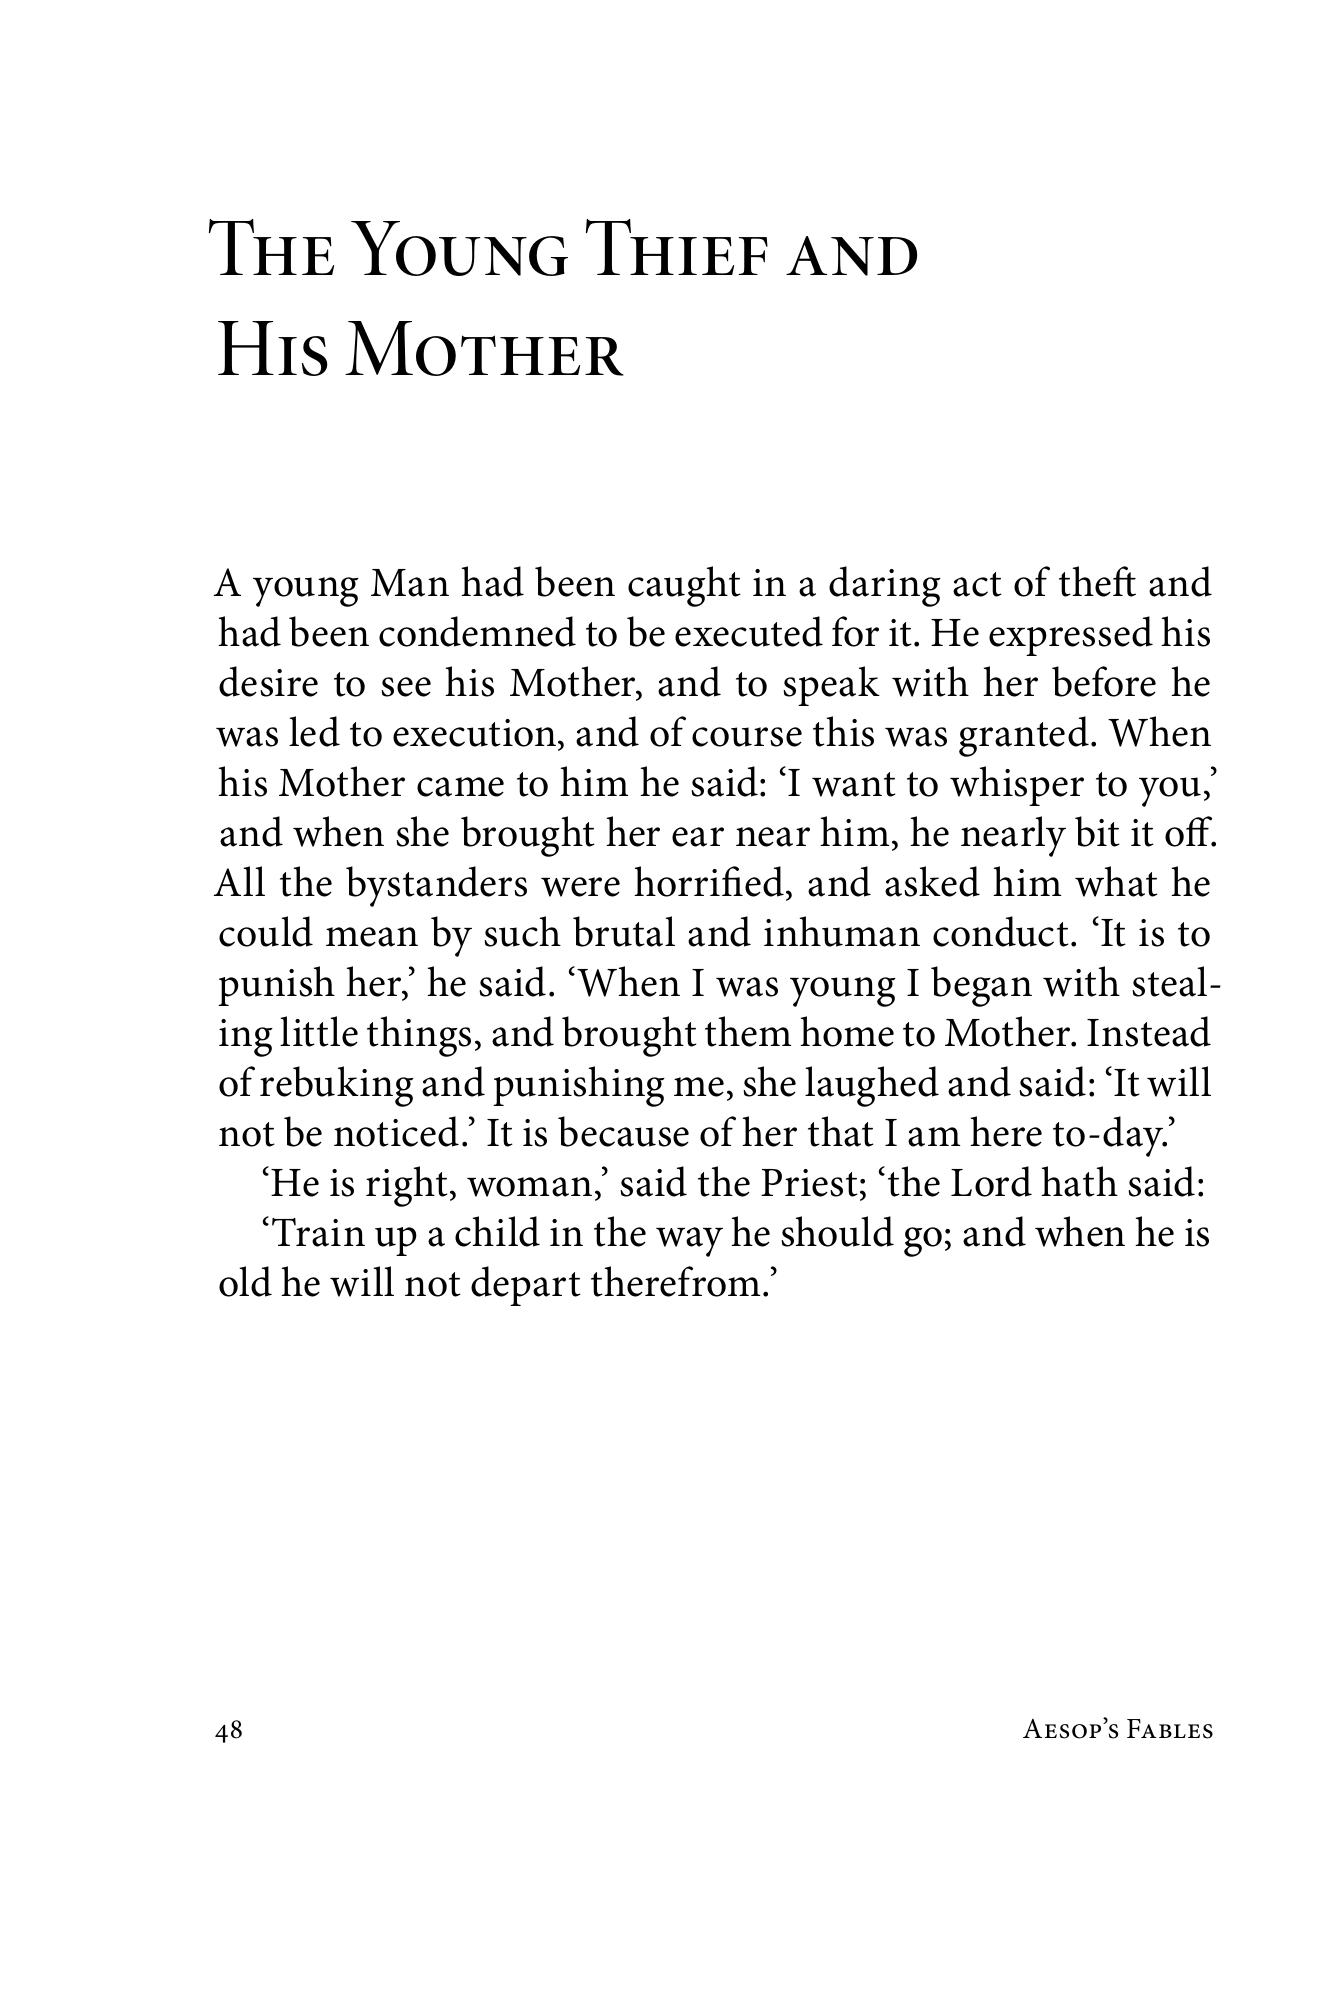 The Young Thief and
His Mother
A young Man had been caught in a daring act of theft and
had been condemned to be executed for it. He expressed his
desire to see his Mother, and to speak with her before he
was led to execution, and of course this was granted. When
his Mother came to him he said: ‘I want to whisper to you,’
and when she brought her ear near him, he nearly bit it off.
All the bystanders were horrified, and asked him what he
could mean by such brutal and inhuman conduct. ‘It is to
punish her,’ he said. ‘When I was young I began with steal-
ing little things, and brought them home to Mother. Instead
of rebuking and punishing me, she laughed and said: ‘It will
not be noticed.’ It is because of her that I am here to-day.’
‘He is right, woman,’ said the Priest; ‘the Lord hath said:
‘Train up a child in the way he should go; and when he is
old he will not depart therefrom.’
48 Aesop’s Fables